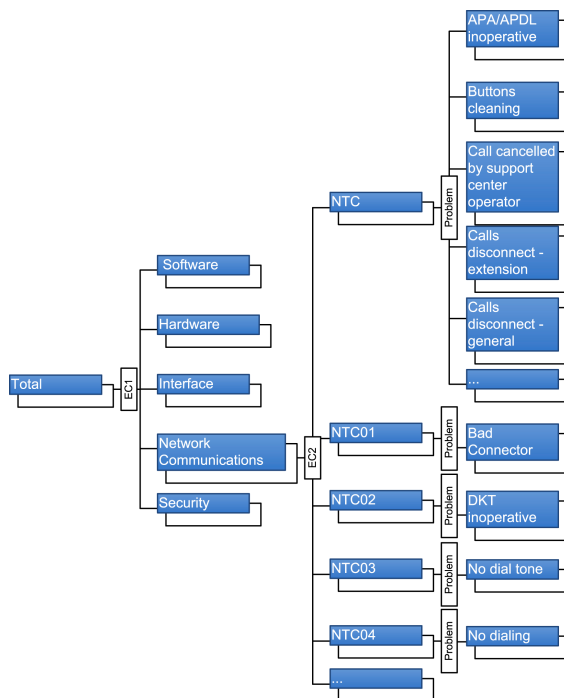 Total
EC1
Software
Hardware
Interface
Network
Communications
Security
EC2
NTC
Problem
APA/APDL
inoperative
Buttons
cleaning
Call cancelled
by support
center
operator
Calls
disconnect -
extension
Calls
disconnect -
general
...
NTC01
Problem
Bad
Connector
NTC02
Problem
DKT
inoperative
NTC03
Problem
No dial tone
NTC04
Problem
No dialing
...